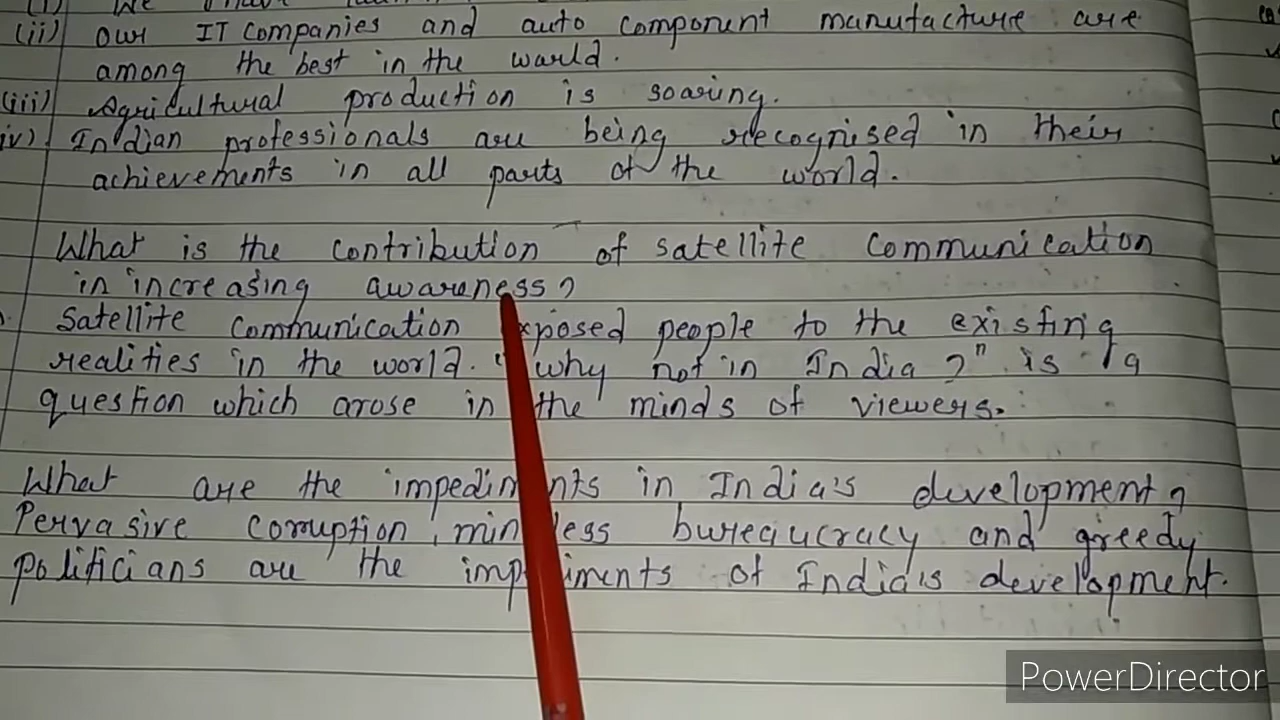 (i) We have
(ii) Our IT Companies and auto component manufacture are
among the best in the world.
(iii) Agricultural production is soaring.
iv) Indian professionals are being recognised in their
achievements in all parts of the world.
What is the contribution of satellite communication
in increasing awareness?
Satellite communication exposed people to the existing
realities in the world. "why not in India?" is a
question which arose in the minds of viewers.
What are the impediments in India's development?
Pervasive corruption, mindless bureaucracy and greedy
politicians are the impediments of India's development.
PowerDirector